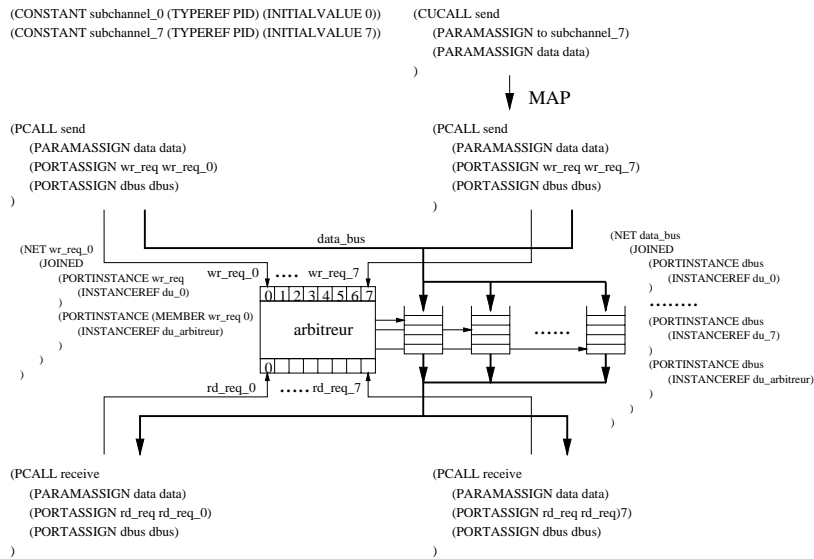 (CONSTANT subchannel_0 (TYPEREF PID) (INITIALVALUE 0))
(CONSTANT subchannel_7 (TYPEREF PID) (INITIALVALUE 7))
(CUCALL send
(PARAMASSIGN to subchannel_7)
(PARAMASSIGN data data)
)
MAP
(PCALL send
(PARAMASSIGN data data)
(PORTASSIGN wr_req wr_req_0)
(PORTASSIGN dbus dbus)
)
(PCALL send
(PARAMASSIGN data data)
(PORTASSIGN wr_req wr_req_7)
(PORTASSIGN dbus dbus)
)
(NET wr_req_0
(JOINED
(PORTINSTANCE wr_req
(INSTANCEREF du_0)
)
(PORTINSTANCE (MEMBER wr_req 0)
(INSTANCEREF du_arbitreur)
)
)
)
data_bus
wr_req_0 .... wr_req_7
0 1 2 3 4 5 6 7
arbitreur
......
0
rd_req_0 ..... rd_req_7
(NET data_bus
(JOINED
(PORTINSTANCE dbus
(INSTANCEREF du_0)
)
........
(PORTINSTANCE dbus
(INSTANCEREF du_7)
)
(PORTINSTANCE dbus
(INSTANCEREF du_arbitreur)
)
)
)
(PCALL receive
(PARAMASSIGN data data)
(PORTASSIGN rd_req rd_req_0)
(PORTASSIGN dbus dbus)
)
(PCALL receive
(PARAMASSIGN data data)
(PORTASSIGN rd_req rd_req)7)
(PORTASSIGN dbus dbus)
)